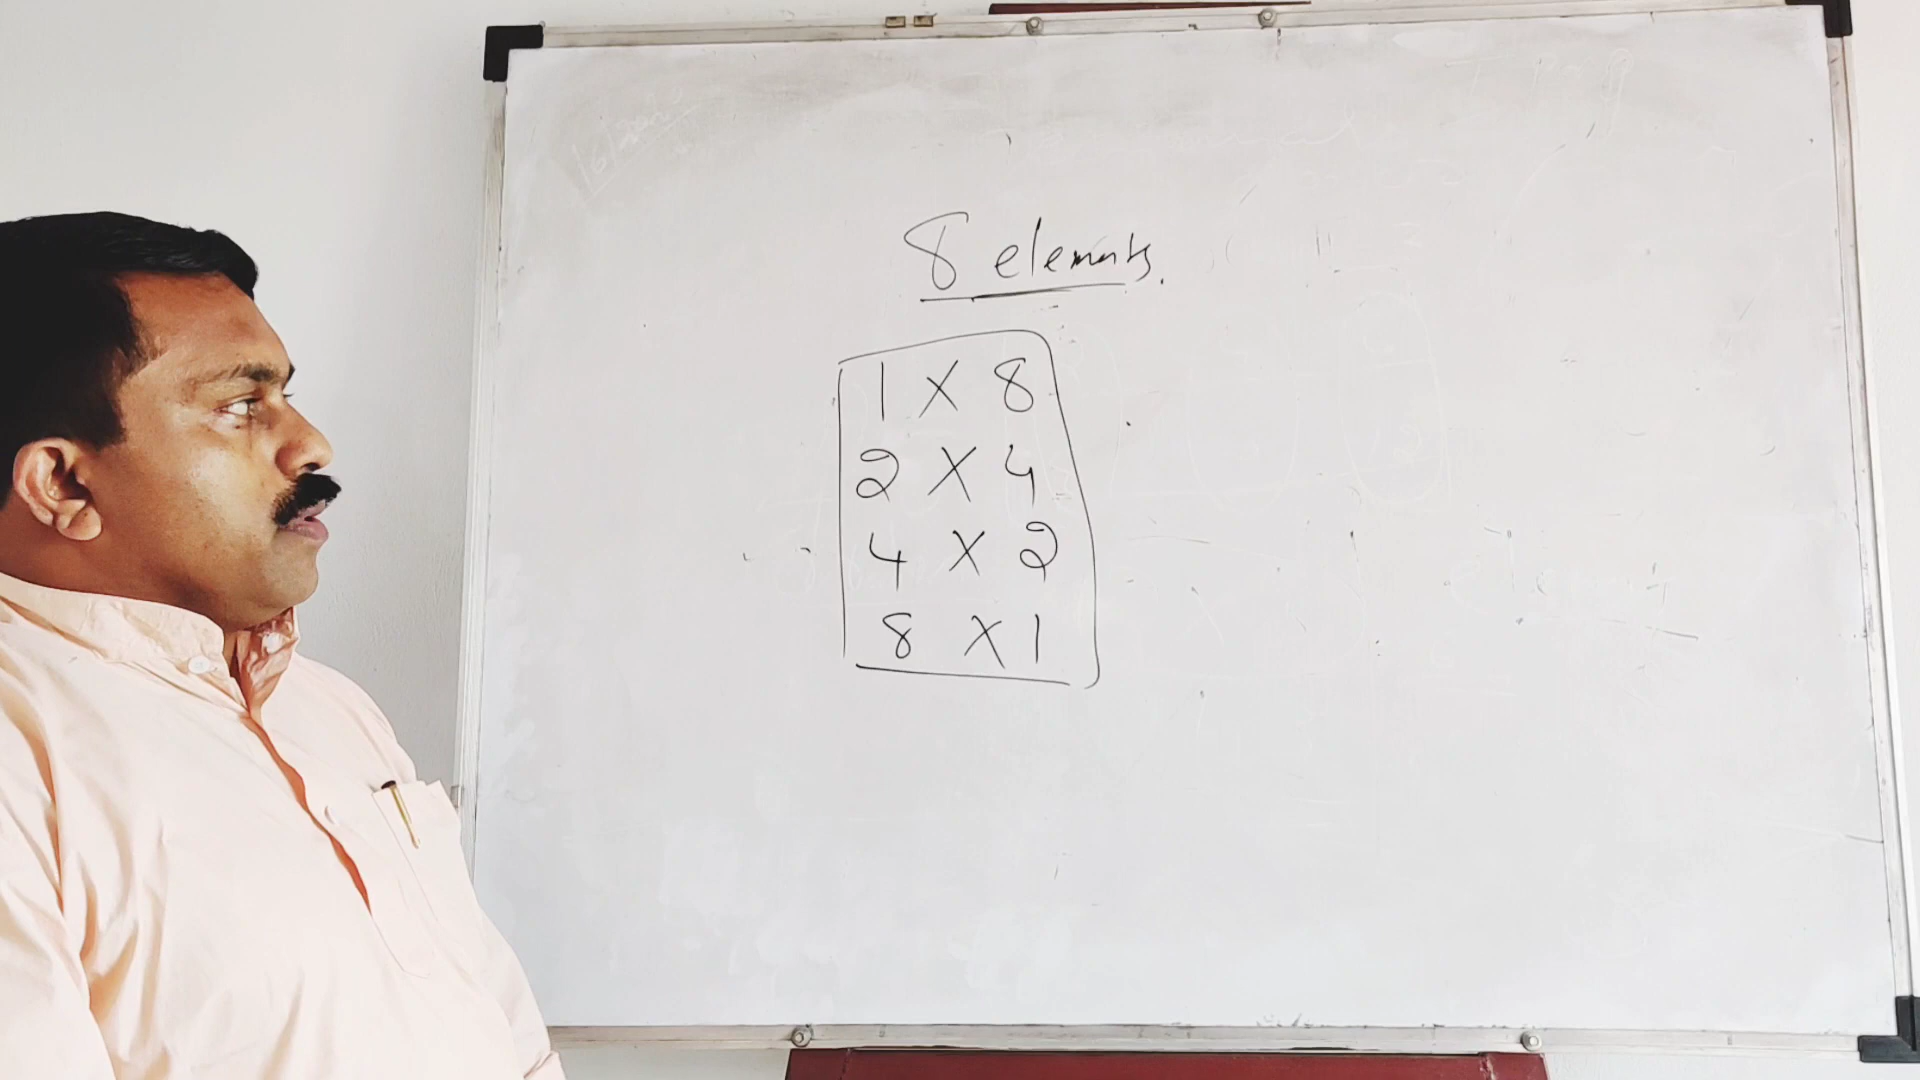 8 elements.
1 X 8
2 X 4
4 X 2
8 X 1